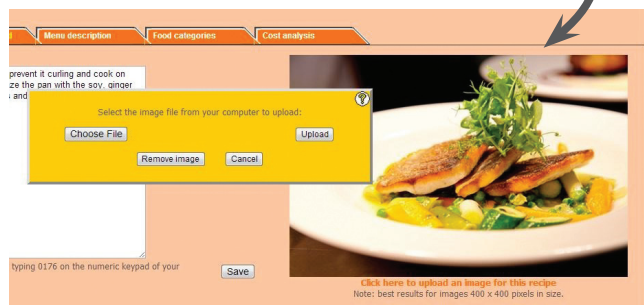 Menu description
Food categories
Cost analysis
prevent it curling and cook on
ze the pan with the soy, ginger
s and
?
Select the image file from your computer to upload:
Choose File
Upload
Remove image
Cancel
typing 0176 on the numeric keypad of your
Save
Click here to upload an image for this recipe
Note: best results for images 400 x 400 pixels in size.